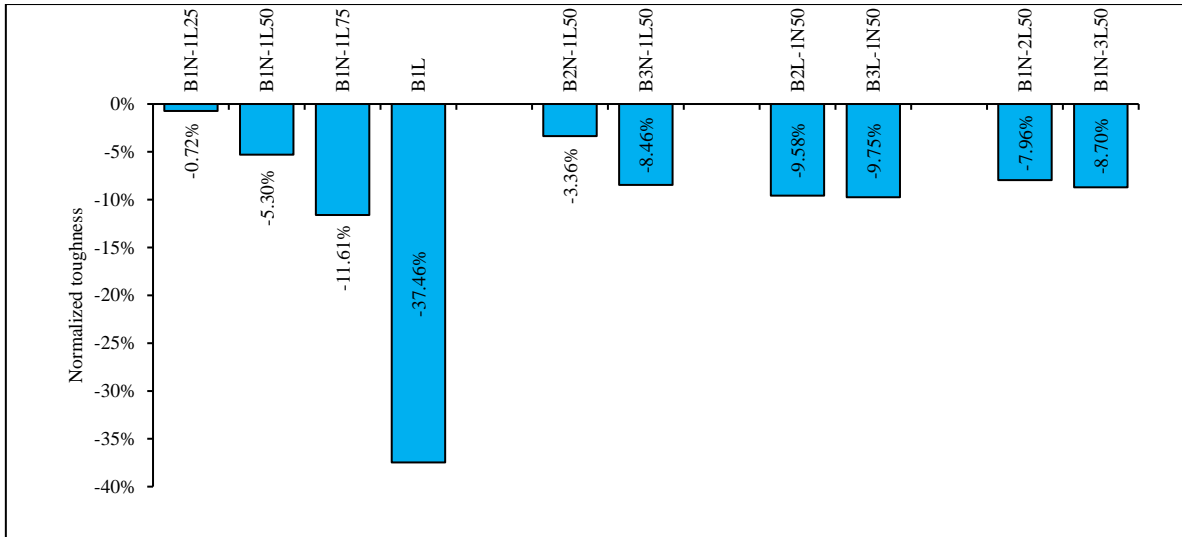 B1N-1L25
B1N-1L50
B1N-1L75
B1L
B2N-1L50
B3N-1L50
B2L-1N50
B3L-1N50
B1N-2L50
B1N-3L50
0%
-5%
-10%
-15%
-20%
-25%
-30%
-35%
-40%
Normalized toughness
-0.72%
-5.30%
-11.61%
-37.46%
-3.36%
-8.46%
-9.58%
-9.75%
-7.96%
-8.70%